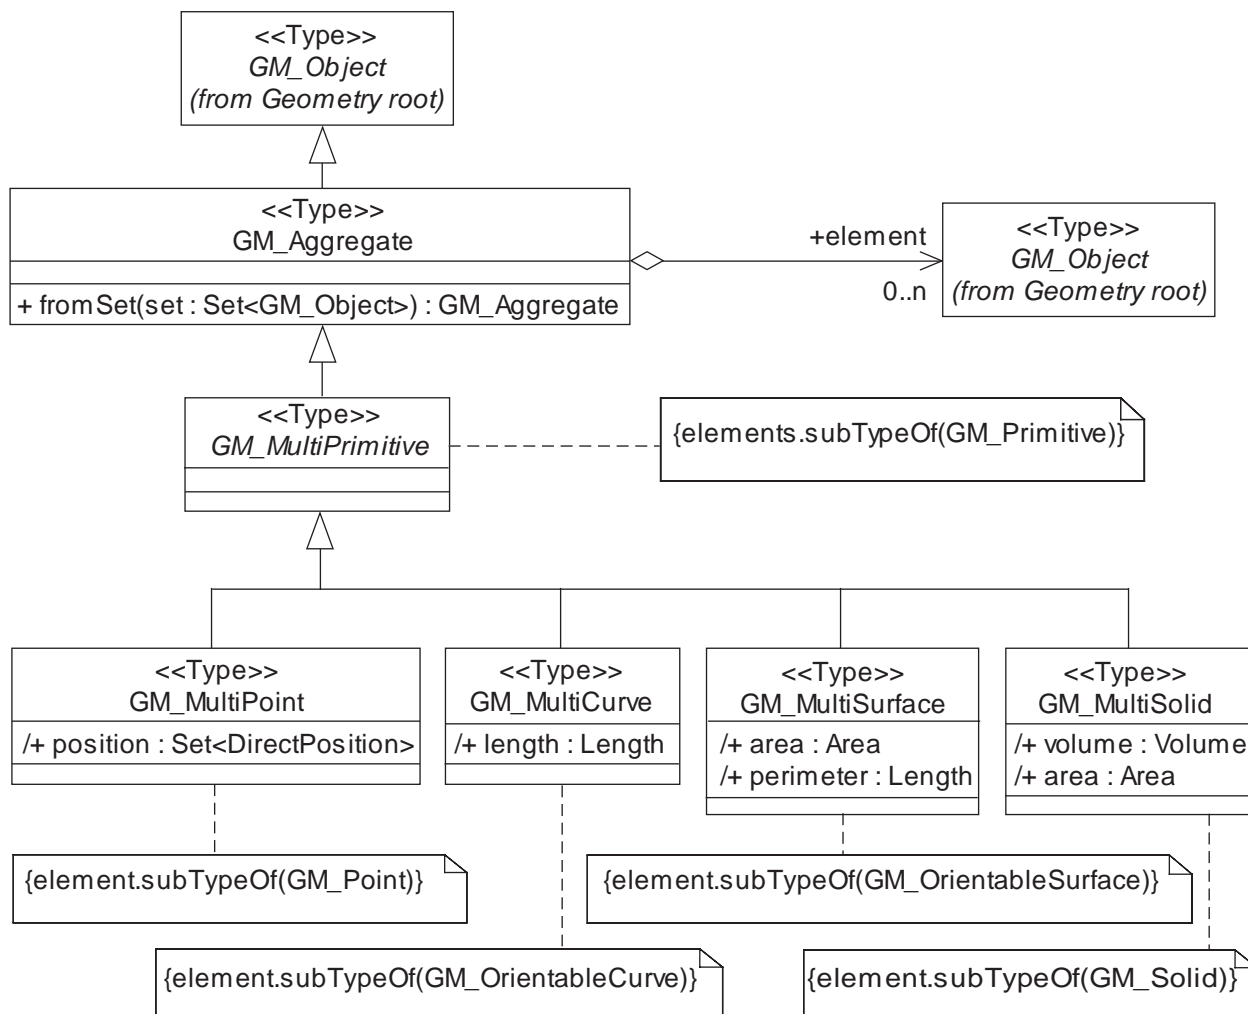 <<Type>>
GM_Object
(from Geometry root)
<<Type>>
GM_Aggregate
+ fromSet(set : Set<GM_Object>) : GM_Aggregate
+element
0..n
<<Type>>
GM_Object
(from Geometry root)
<<Type>>
GM_MultiPrimitive
{elements.subTypeOf(GM_Primitive)}
<<Type>>
GM_MultiPoint
/+ position : Set<DirectPosition>
<<Type>>
GM_MultiCurve
/+ length : Length
<<Type>>
GM_MultiSurface
/+ area : Area
/+ perimeter : Length
<<Type>>
GM_MultiSolid
/+ volume : Volume
/+ area : Area
{element.subTypeOf(GM_Point)}
{element.subTypeOf(GM_OrientableSurface)}
{element.subTypeOf(GM_OrientableCurve)}
{element.subTypeOf(GM_Solid)}